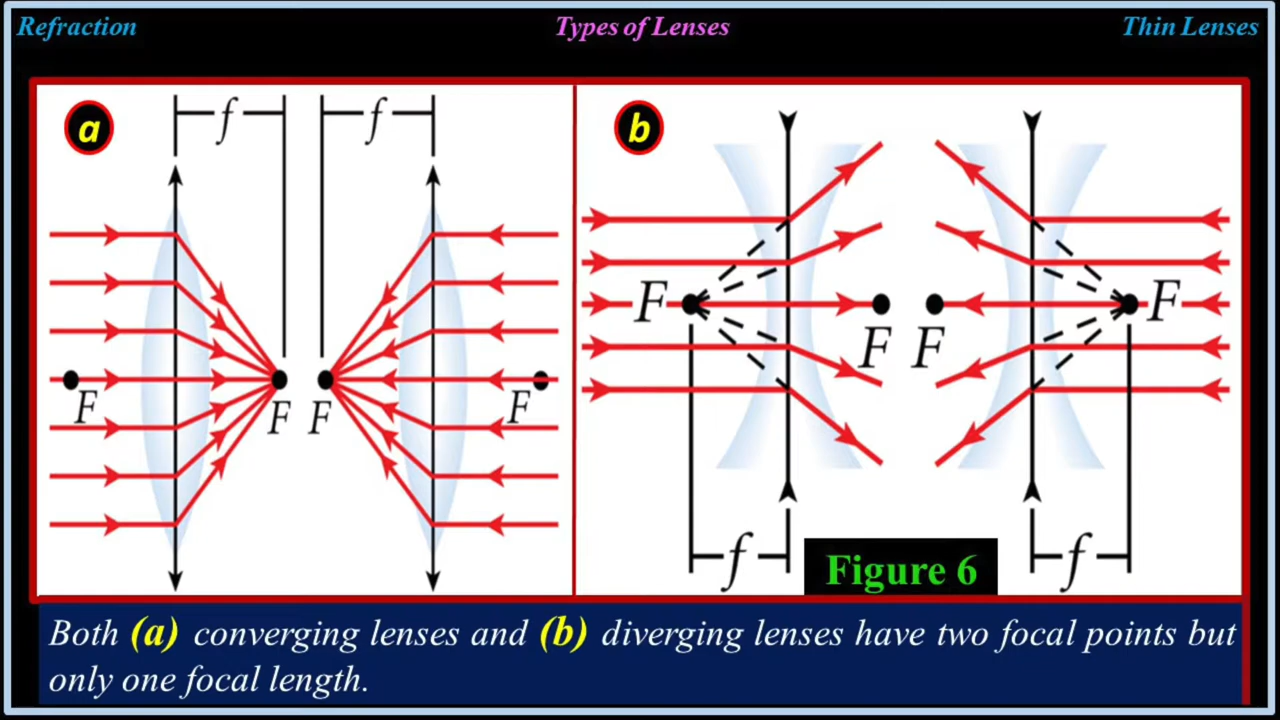 Refraction
Types of Lenses
Thin Lenses
a
f
f
F
F
F
F
b
F
F
F
F
f
f
Figure 6
Both (a) converging lenses and (b) diverging lenses have two focal points but
only one focal length.